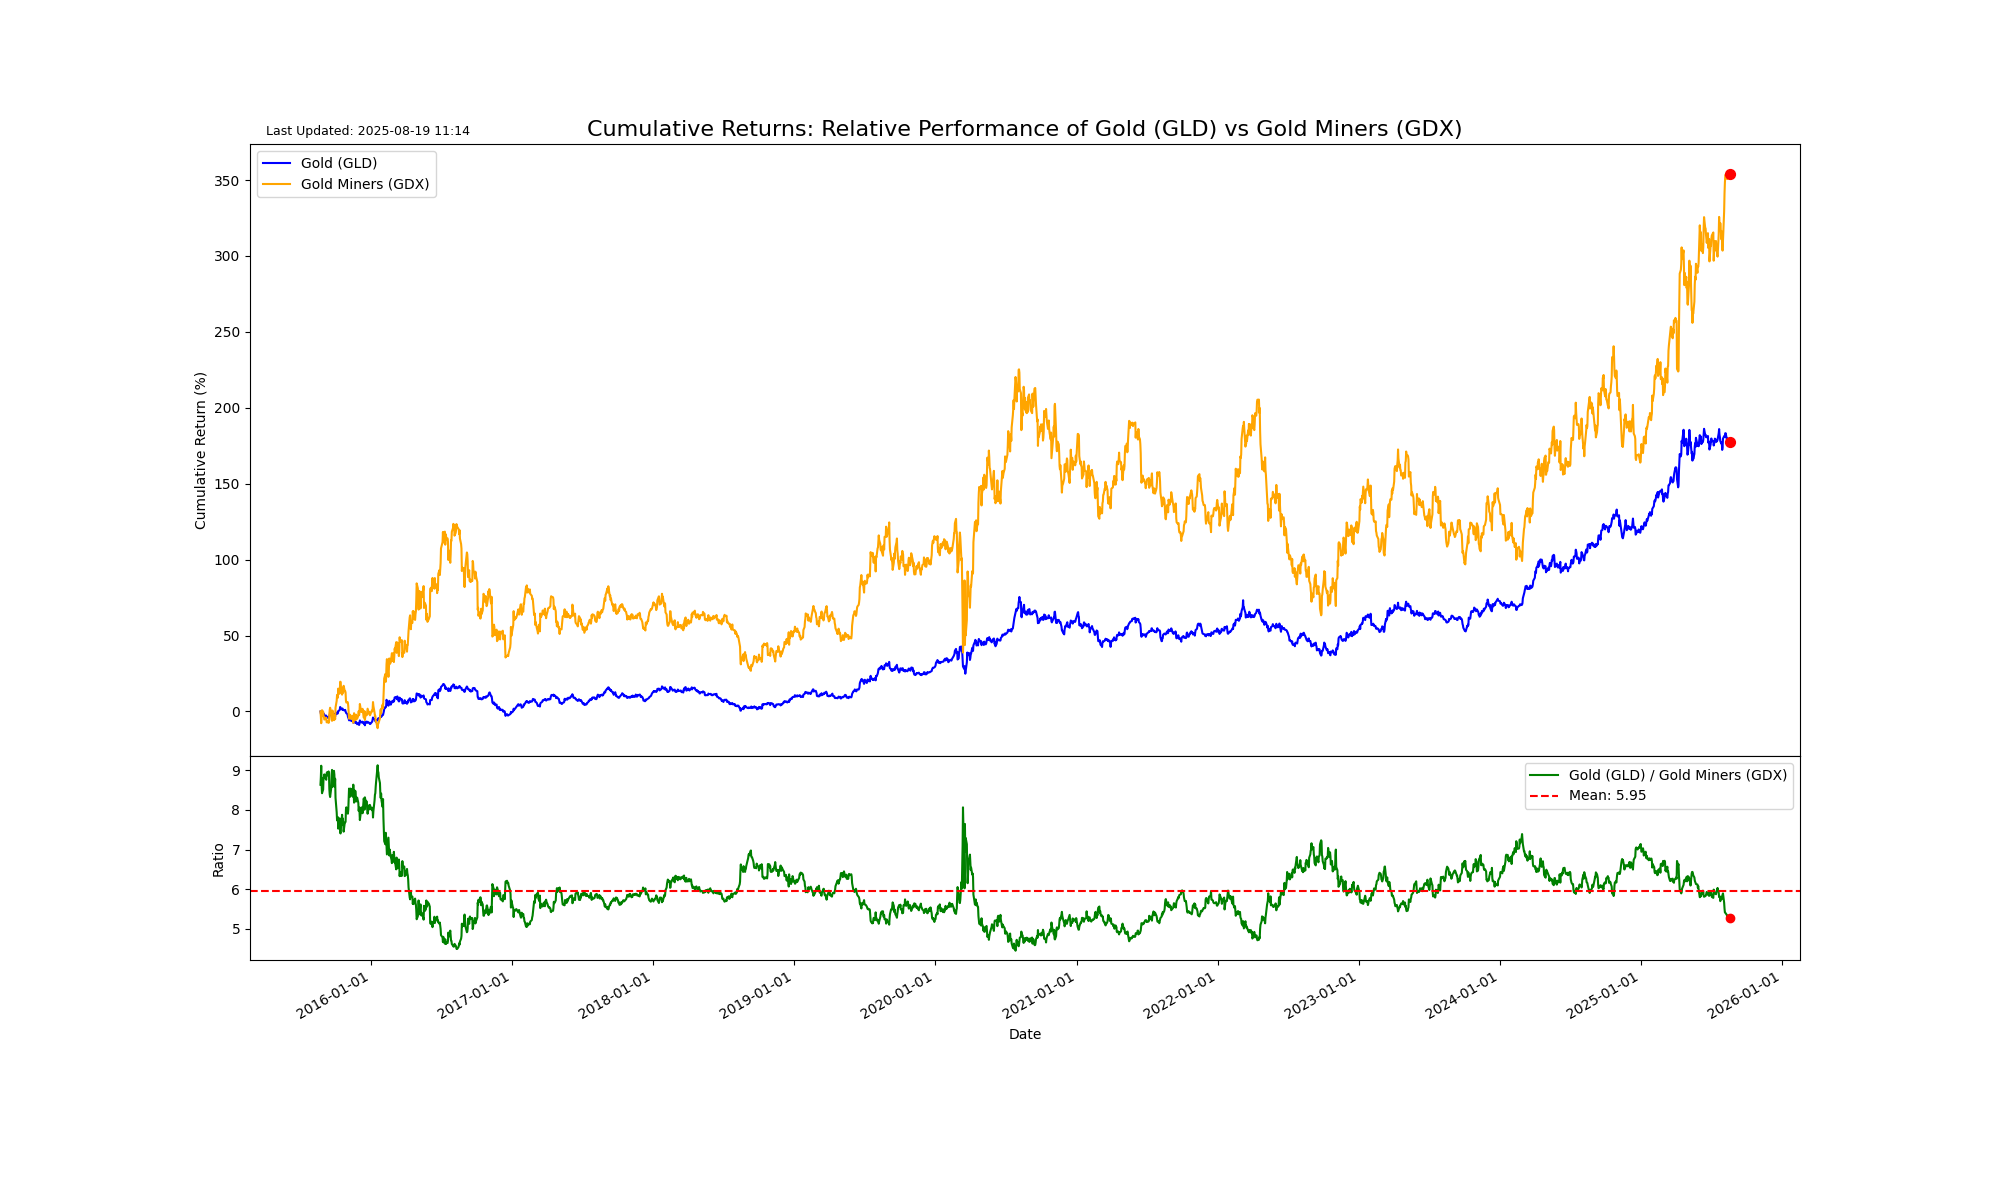 Last Updated: 2025-08-19 11:14
Cumulative Returns: Relative Performance of Gold (GLD) vs Gold Miners (GDX)
Gold (GLD)
Gold Miners (GDX)
350
300
250
200
150
100
50
0
Cumulative Return (%)
Gold (GLD) / Gold Miners (GDX)
Mean: 5.95
9
8
7
6
5
Ratio
2016-01-01
2017-01-01
2018-01-01
2019-01-01
2020-01-01
2021-01-01
2022-01-01
2023-01-01
2024-01-01
2025-01-01
2026-01-01
Date